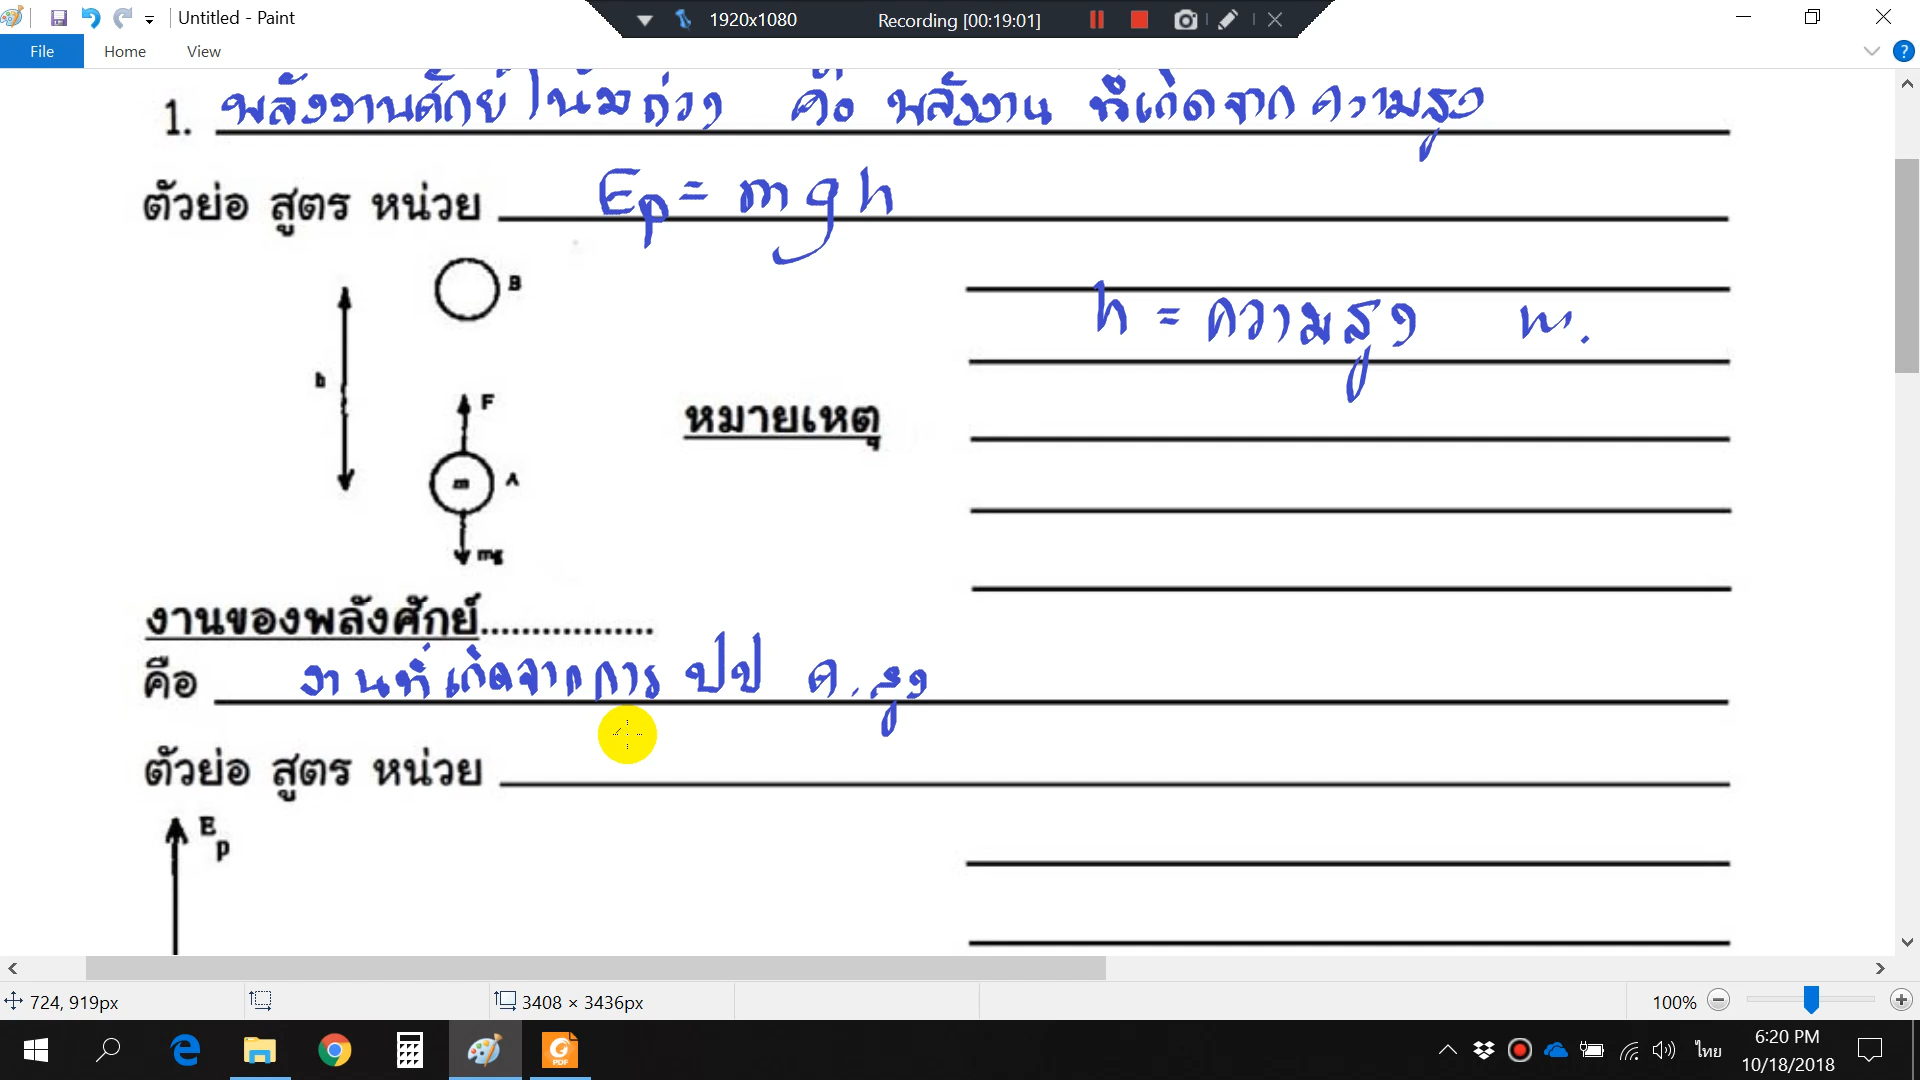 Untitled - Paint
1920x1080
Recording [00:19:01]
File
Home
View
1. พลังงานศักย์โน้มถ่วง คือ พลังงาน ที่เกิดจาก ความสูง
ตัวย่อ สูตร หน่วย Ep = mgh
B
h
h = ความสูง m.
F
หมายเหตุ
m A
mg
งานของพลังศักย์.................
คือ งานที่เกิดจากการ ปป ค.สูง
ตัวย่อ สูตร หน่วย
Ep
724, 919px
3408 × 3436px
100%
PDF
ไทย
6:20 PM
10/18/2018